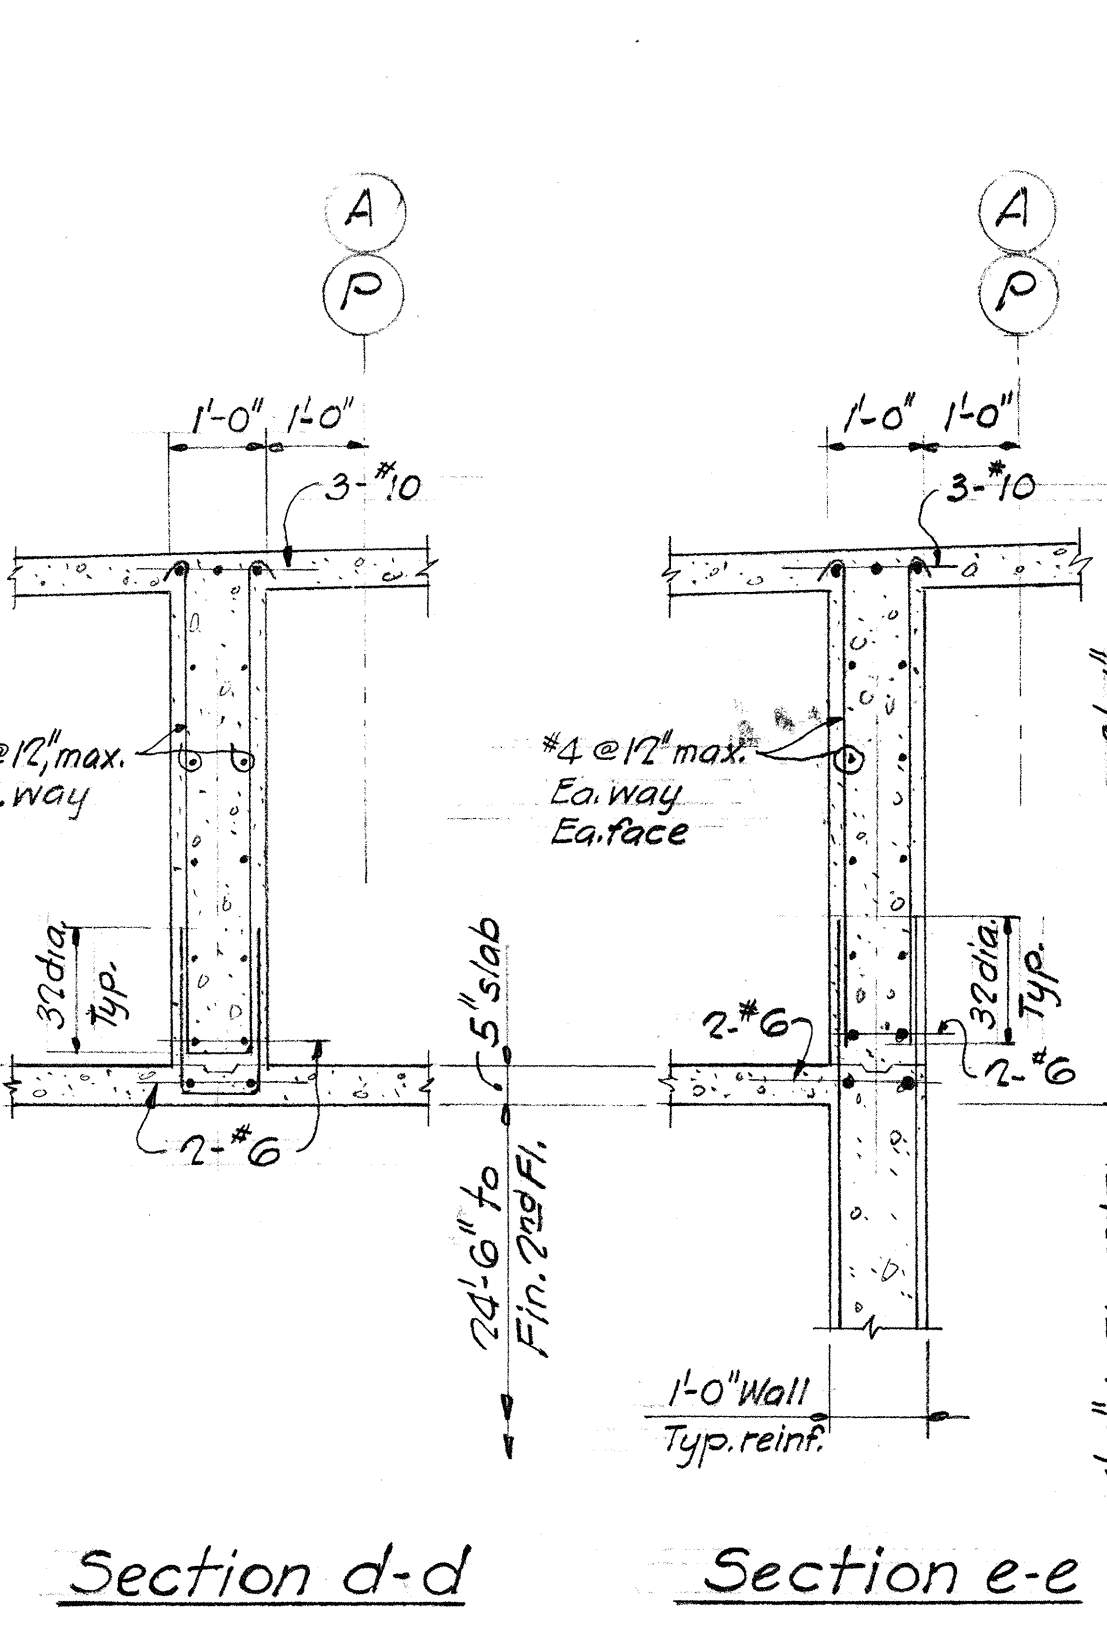 A
P
1'-0" 1'-0"
3-#10
@12", max.
way
32 dia.
Typ.
2-#6
5" slab
24'-6" to
Fin. 2nd Fl.
Section d-d
A
P
1'-0" 1'-0"
3-#10
#4 @ 12" max.
Ea. way
Ea. face
2-#6
32 dia.
Typ.
2-#6
1'-0" Wall
Typ. reinf.
Section e-e